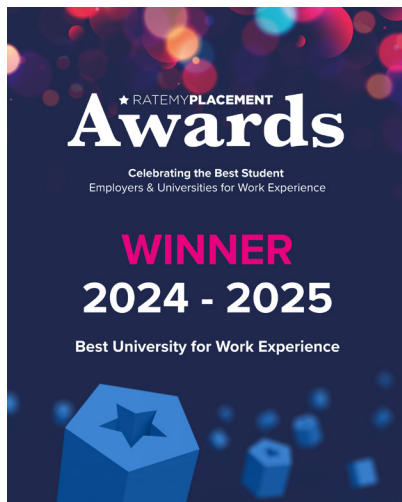 RATEMYPLACEMENT
Awards
Celebrating the Best Student
Employers & Universities for Work Experience
WINNER
2024 - 2025
Best University for Work Experience